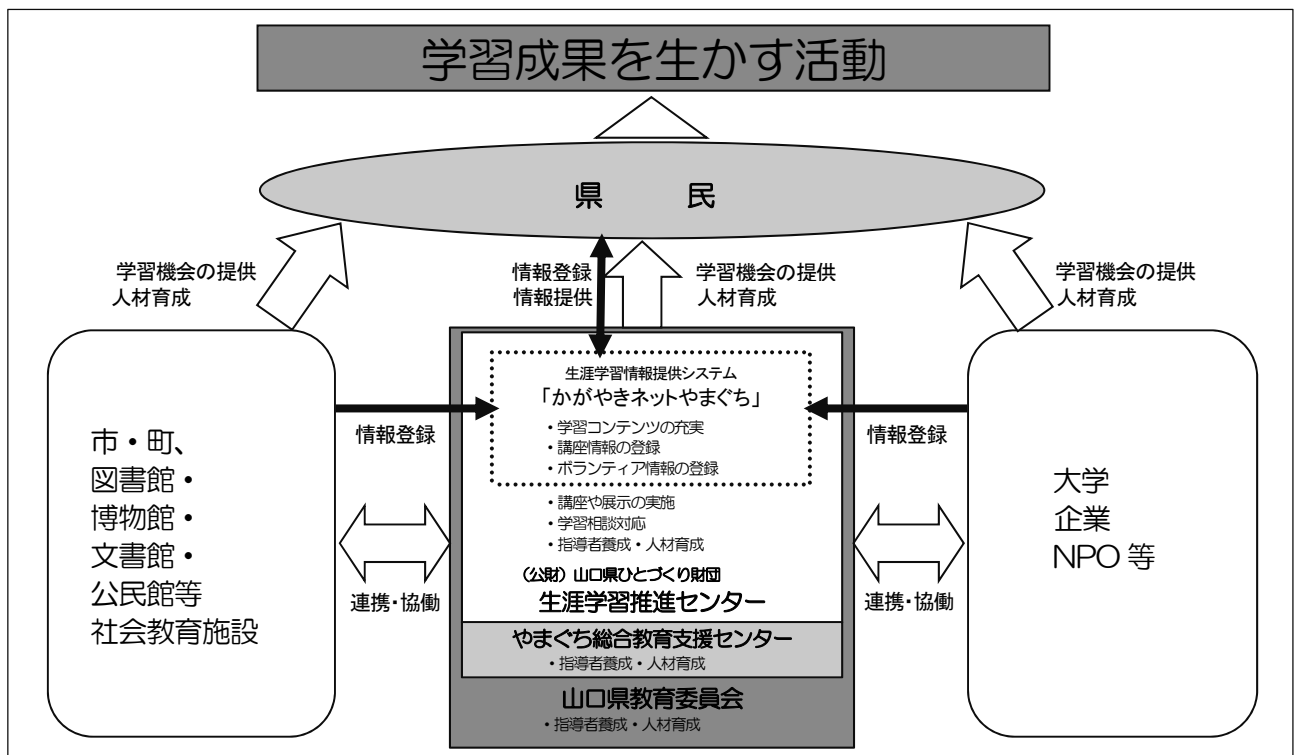 学習成果を生かす活動
県　民
学習機会の提供
人材育成
情報登録
情報提供
学習機会の提供
人材育成
学習機会の提供
人材育成
市・町、
図書館・
博物館・
文書館・
公民館等
社会教育施設
情報登録
連携・協働
生涯学習情報提供システム
「かがやきネットやまぐち」
・学習コンテンツの充実
・講座情報の登録
・ボランティア情報の登録
・講座や展示の実施
・学習相談対応
・指導者養成・人材育成
（公財）山口県ひとづくり財団
生涯学習推進センター
やまぐち総合教育支援センター
・指導者養成・人材育成
山口県教育委員会
・指導者養成・人材育成
情報登録
連携・協働
大学
企業
NPO 等